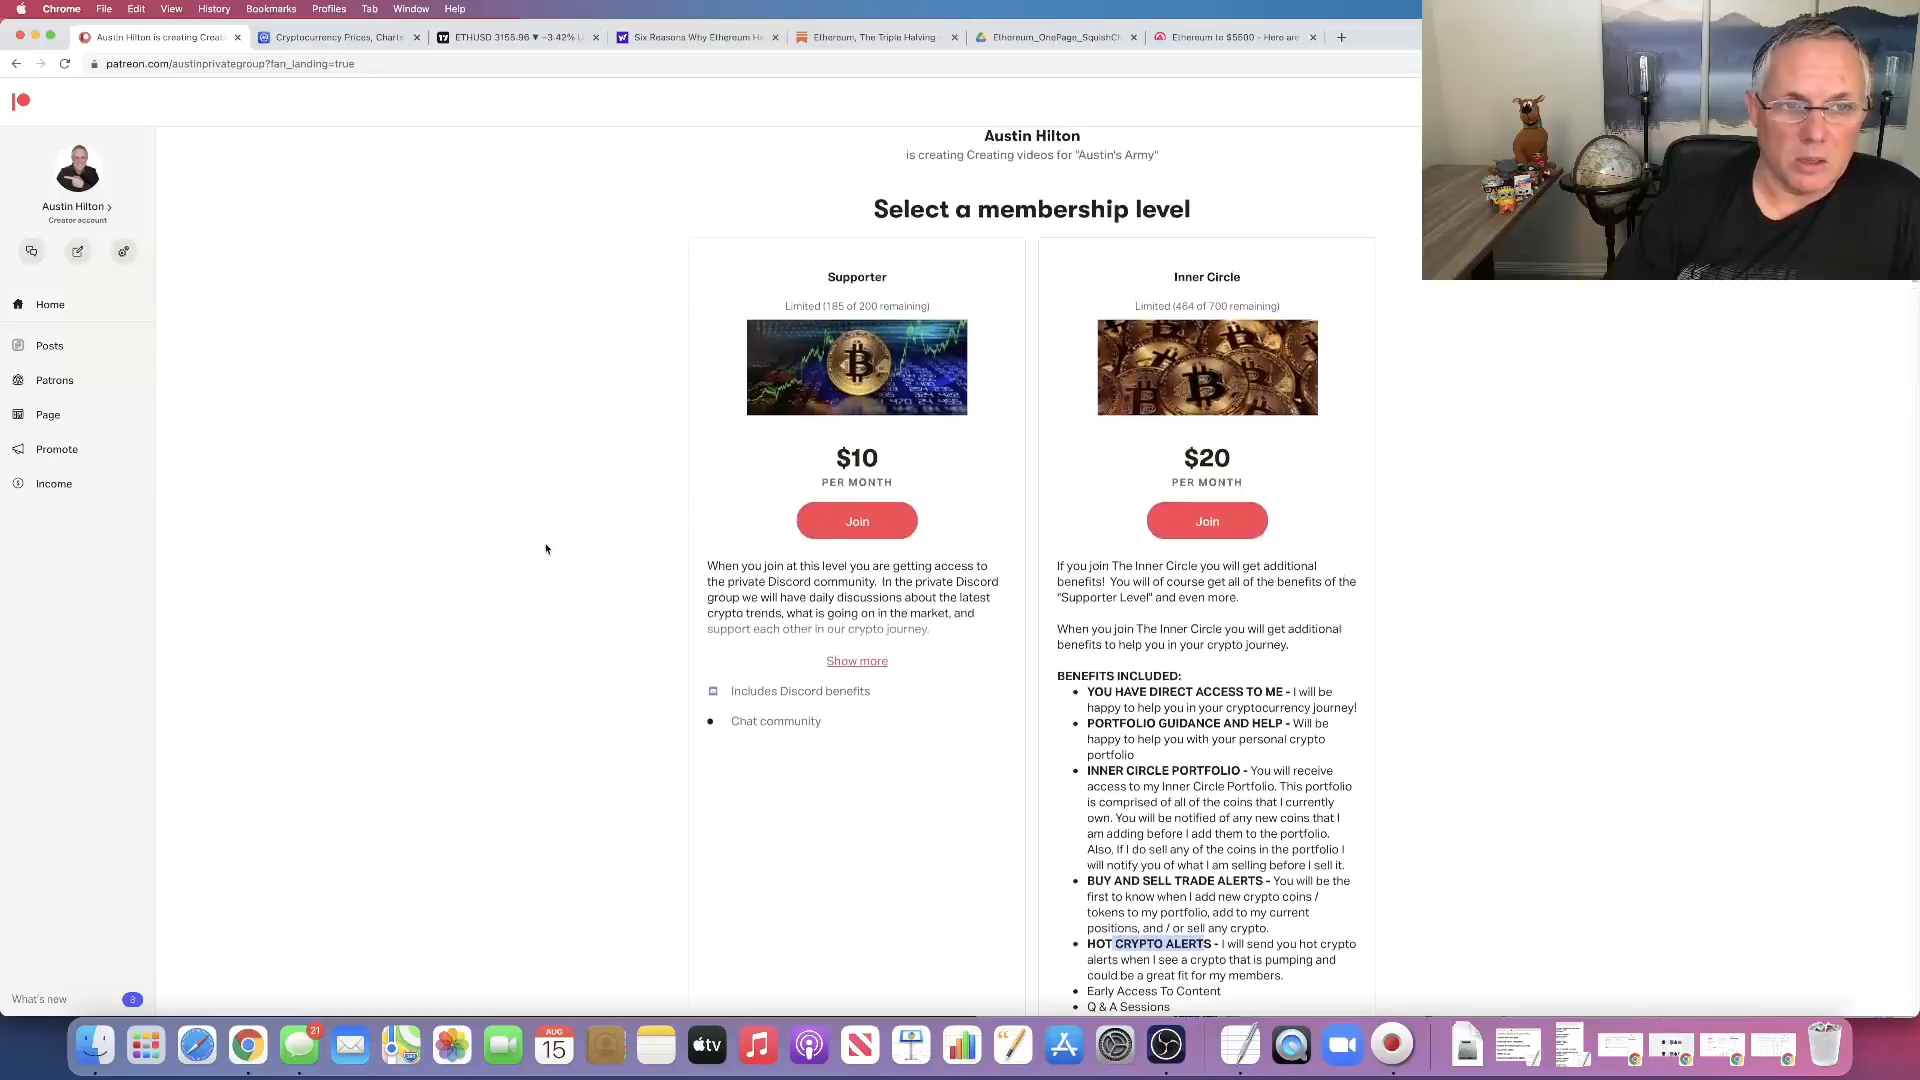 Chrome File Edit View History Bookmarks Profiles Tab Window Help
Austin Hilton is creating Creati
Cryptocurrency Prices, Charts
ETHUSD 3155.96 ▼ −3.42%
Six Reasons Why Ethereum Ha
Ethereum, The Triple Halving
Ethereum_OnePage_SquishCh
Ethereum to $5500 - Here are
patreon.com/austinprivategroup?fan_landing=true
Austin Hilton
is creating Creating videos for "Austin's Army"
Select a membership level
Austin Hilton
Creator account
Home
Posts
Patrons
Page
Promote
Income
What's new 3
Supporter
Limited (185 of 200 remaining)
$10
PER MONTH
Join
When you join at this level you are getting access to
the private Discord community. In the private Discord
group we will have daily discussions about the latest
crypto trends, what is going on in the market, and
support each other in our crypto journey.
Show more
Includes Discord benefits
Chat community
Inner Circle
Limited (464 of 700 remaining)
$20
PER MONTH
Join
If you join The Inner Circle you will get additional
benefits! You will of course get all of the benefits of the
"Supporter Level" and even more.
When you join The Inner Circle you will get additional
benefits to help you in your crypto journey.
BENEFITS INCLUDED:
YOU HAVE DIRECT ACCESS TO ME - I will be
happy to help you in your cryptocurrency journey!
PORTFOLIO GUIDANCE AND HELP - Will be
happy to help you with your personal crypto
portfolio
INNER CIRCLE PORTFOLIO - You will receive
access to my Inner Circle Portfolio. This portfolio
is comprised of all of the coins that I currently
own. You will be notified of any new coins that I
am adding before I add them to the portfolio.
Also, If I do sell any of the coins in the portfolio I
will notify you of what I am selling before I sell it.
BUY AND SELL TRADE ALERTS - You will be the
first to know when I add new crypto coins /
tokens to my portfolio, add to my current
positions, and / or sell any crypto.
HOT CRYPTO ALERTS - I will send you hot crypto
alerts when I see a crypto that is pumping and
could be a great fit for my members.
Early Access To Content
Q & A Sessions
21
AUG
15
tv